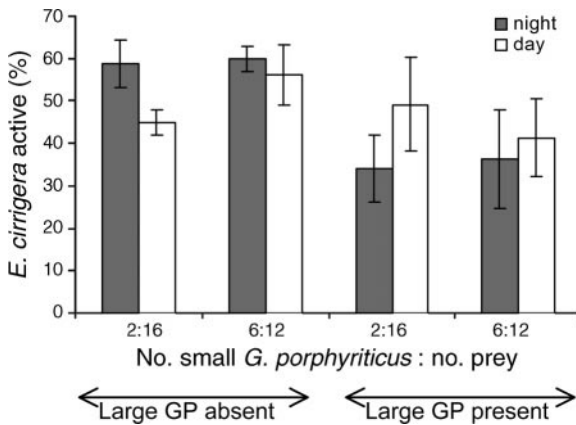 70
60
50
40
30
20
10
0
E. cirrigera active (%)
night
day
2:16 6:12 2:16 6:12
No. small G. porphyriticus : no. prey
Large GP absent Large GP present